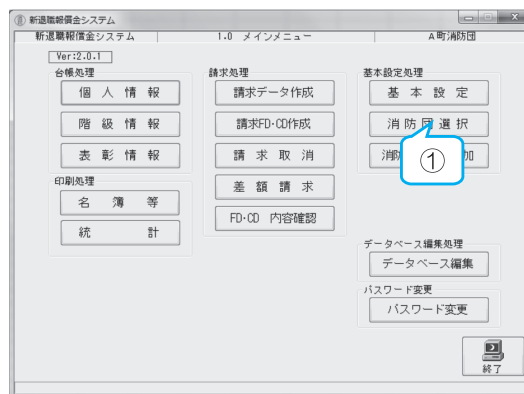 新退職報償金システム
新退職報償金システム 1.0 メインメニュー A町消防団
Ver:2.0.1
台帳処理
個人情報
階級情報
表彰情報
印刷処理
名簿等
統計
請求処理
請求データ作成
請求FD・CD作成
請求取消
差額請求
FD・CD 内容確認
基本設定処理
基本設定
消防団選択
消防 加
①
データベース編集処理
データベース編集
パスワード変更
パスワード変更
終了